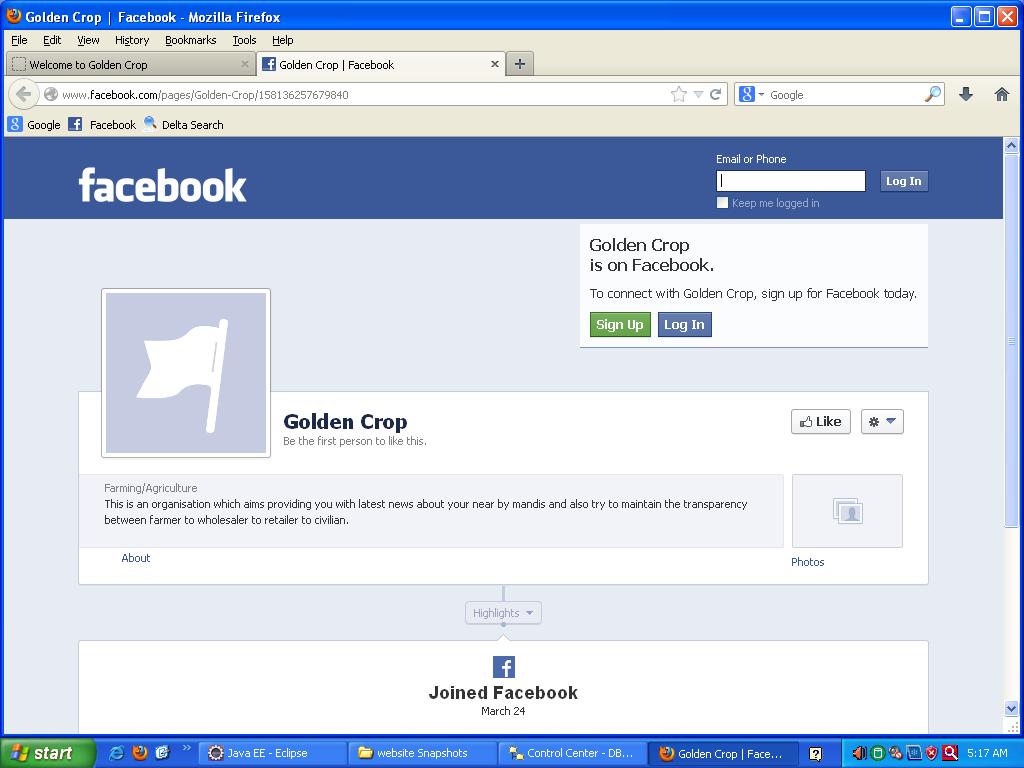 Golden Crop | Facebook - Mozilla Firefox
File Edit View History Bookmarks Tools Help
Welcome to Golden Crop
Golden Crop | Facebook
www.facebook.com/pages/Golden-Crop/158136257679840
Google
Google Facebook Delta Search
facebook
Email or Phone
Log In
Keep me logged in
Golden Crop
is on Facebook.
To connect with Golden Crop, sign up for Facebook today.
Sign Up Log In
Golden Crop
Be the first person to like this.
Like
Farming/Agriculture
This is an organisation which aims providing you with latest news about your near by mandis and also try to maintain the transparency
between farmer to wholesaler to retailer to civilian.
About
Photos
Highlights
Joined Facebook
March 24
start
Java EE - Eclipse
website Snapshots
Control Center - DB...
Golden Crop | Face...
5:17 AM